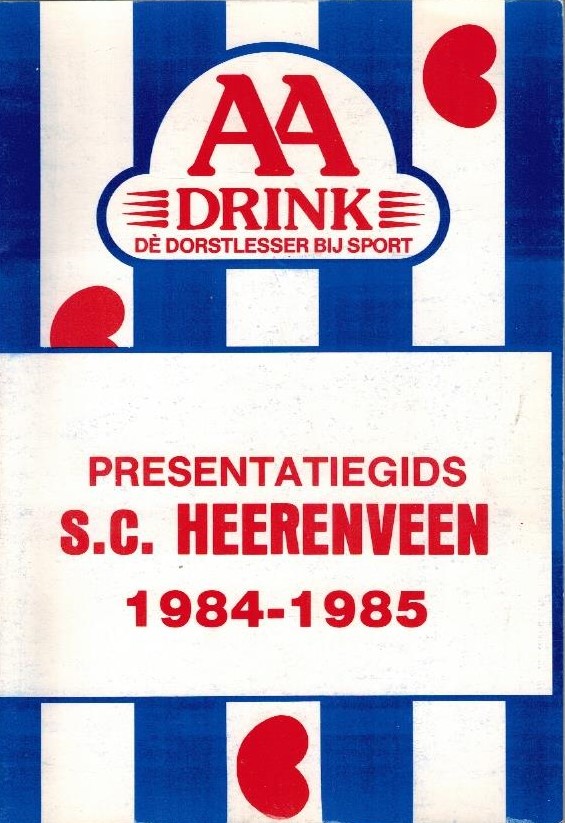 AA
DRINK
DÈ DORSTLESSER BIJ SPORT
PRESENTATIEGIDS
s.c. HEERENVEEN
1984-1985